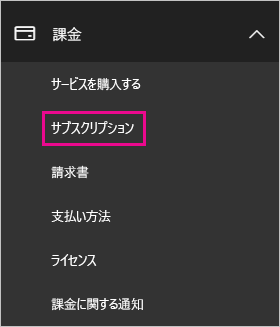 課金
サービスを購入する
サブスクリプション
請求書
支払い方法
ライセンス
課金に関する通知